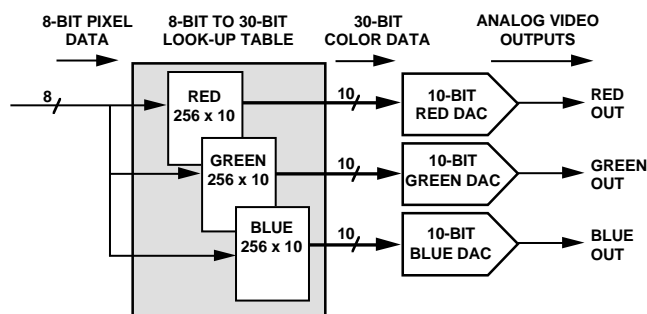 8-BIT PIXEL
DATA
8-BIT TO 30-BIT
LOOK-UP TABLE
30-BIT
COLOR DATA
ANALOG VIDEO
OUTPUTS
8
RED
256 x 10
10
10-BIT
RED DAC
RED
OUT
GREEN
256 x 10
10
10-BIT
GREEN DAC
GREEN
OUT
BLUE
256 x 10
10
10-BIT
BLUE DAC
BLUE
OUT